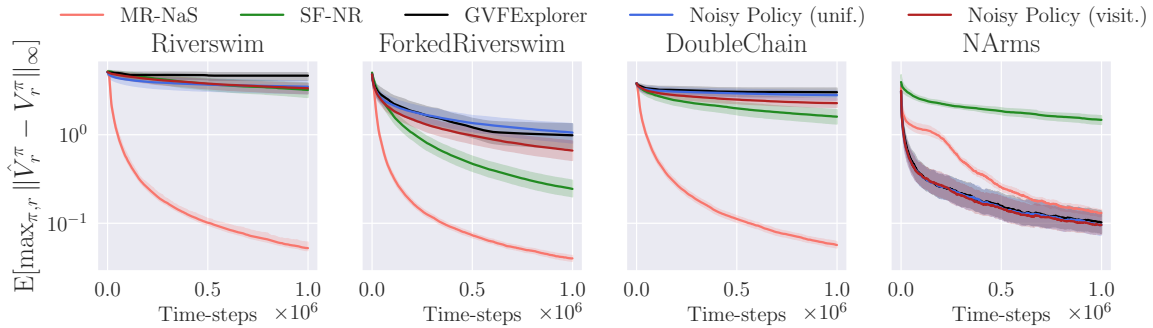 MR-NaS SF-NR GVFExplorer Noisy Policy (unif.) Noisy Policy (visit.)
Riverswim ForkedRiverswim DoubleChain NArms
E[max_{π,r} ‖V̂_r^π − V_r^π‖_∞]
10^0
10^{-1}
0.0 0.5 1.0 0.0 0.5 1.0 0.0 0.5 1.0 0.0 0.5 1.0
Time-steps ×10^6 Time-steps ×10^6 Time-steps ×10^6 Time-steps ×10^6